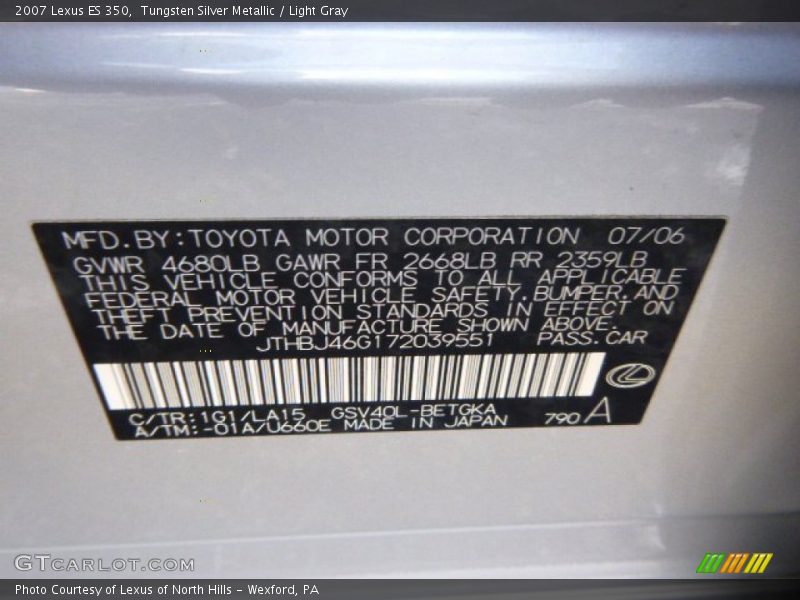 2007 Lexus ES 350,  Tungsten Silver Metallic / Light Gray
MFD.BY:TOYOTA MOTOR CORPORATION 07/06
GVWR 4680LB GAWR FR 2668LB RR 2359LB
THIS VEHICLE CONFORMS TO ALL APPLICABLE
FEDERAL MOTOR VEHICLE SAFETY,BUMPER,AND
THEFT PREVENTION STANDARDS IN EFFECT ON
THE DATE OF MANUFACTURE SHOWN ABOVE.
JTHBJ46G172039551 PASS.CAR
C/TR:1G1/LA15 GSV40L-BETGKA
A/TM:-01A/U660E MADE IN JAPAN 790 A
GTCARLOT.COM
Photo Courtesy of Lexus of North Hills – Wexford, PA